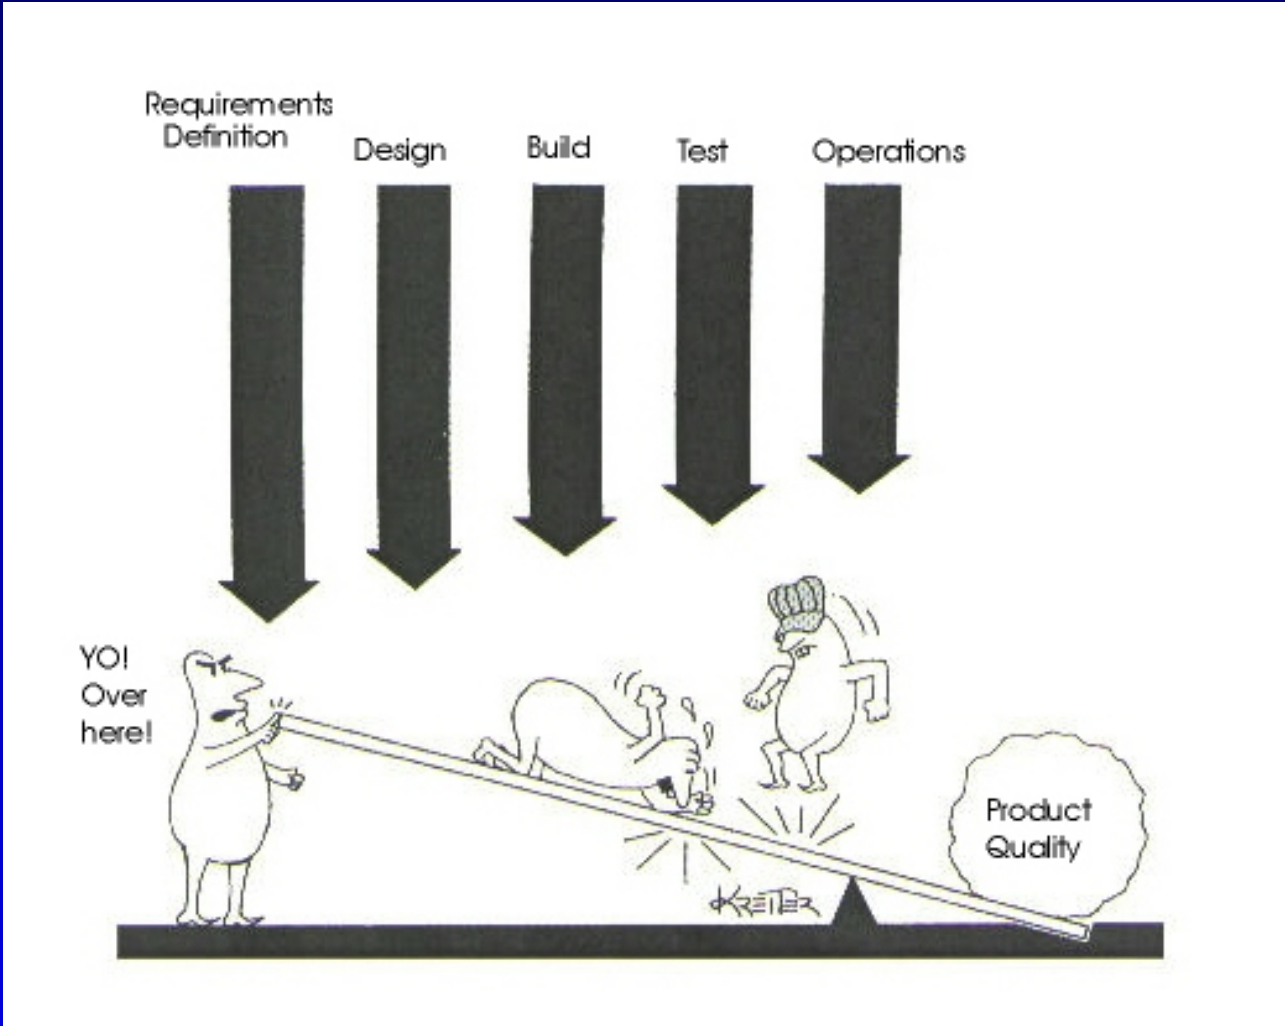 Requirements
Definition
Design
Build
Test
Operations
YO!
Over
here!
Product
Quality
KREITER